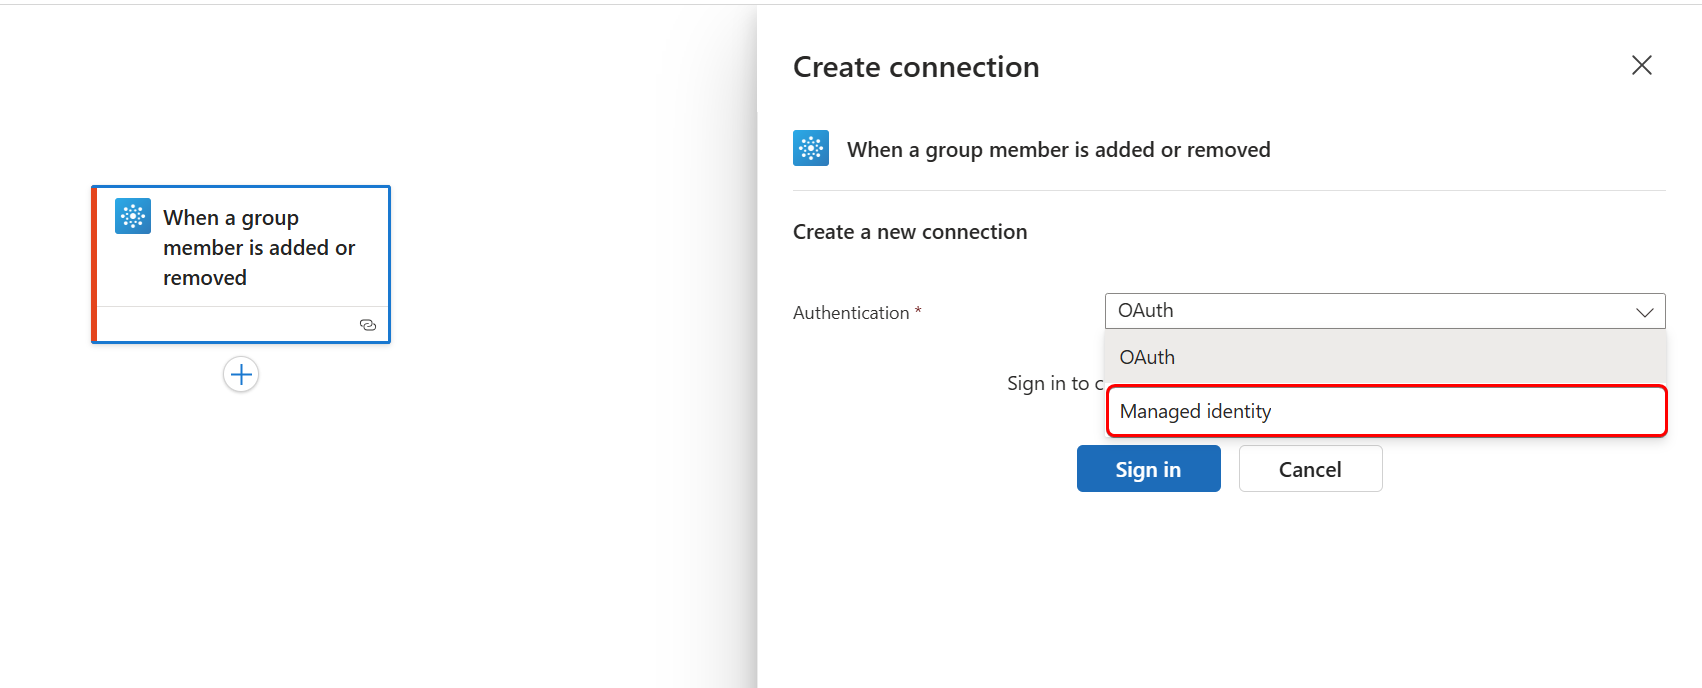 When a group
member is added or
removed
Create connection
When a group member is added or removed
Create a new connection
Authentication *
OAuth
OAuth
Sign in to c
Managed identity
Sign in
Cancel